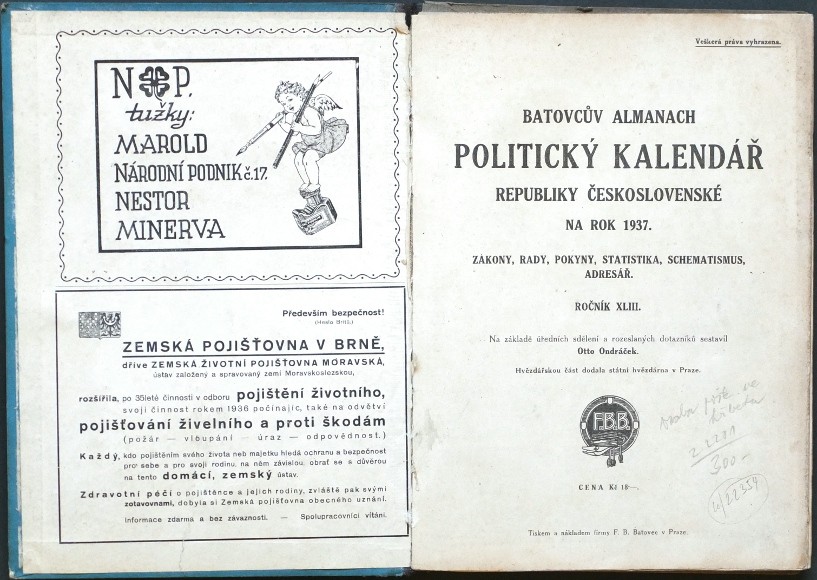 N P.
tužky:
MAROLD
NÁRODNÍ PODNIK č.17.
NESTOR
MINERVA
Především bezpečnost!
ZEMSKÁ POJIŠŤOVNA V BRNĚ,
dříve ZEMSKÁ ŽIVOTNÍ POJIŠŤOVNA MORAVSKÁ,
ústav založený a spravovaný zemí Moravskoslezskou,
rozšířila, po 35leté činnosti v odboru pojištění životního,
svoji činnost rokem 1936 počínajíc, také na odvětví
pojišťování živelního a proti škodám
(požár — vloupání — úraz — odpovědnost.)
Každý, kdo pojištěním svého života neb majetku hledá ochranu a bezpečnost
pro sebe a pro svoji rodinu, na něm závislou, obrať se s důvěrou
na tento domácí, zemský ústav.
Zdravotní péčí o pojištěnce a jejich rodiny, zvláště pak svými
zotavovnami, dobyla si Zemská pojišťovna obecného uznání.
Informace zdarma a bez závaznosti. — Spolupracovníci vítáni.
Veškerá práva vyhrazena.
BATOVCŮV ALMANACH
POLITICKÝ KALENDÁŘ
REPUBLIKY ČESKOSLOVENSKÉ
NA ROK 1937.
ZÁKONY, RADY, POKYNY, STATISTIKA, SCHEMATISMUS,
ADRESÁŘ.
ROČNÍK XLIII.
Na základě úředních sdělení a rozeslaných dotazníků sestavil
Otto Ondráček.
Hvězdářskou část dodala státní hvězdárna v Praze.
F.B.B.
300-
CENA Kč 18—.
Tiskem a nákladem firmy F. B. Batovec v Praze.